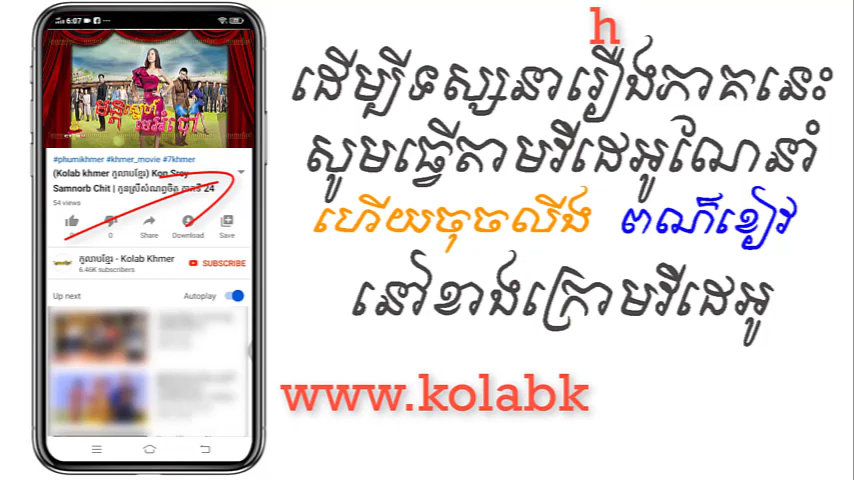 6:07
#phumikhmer #khmer_movie #7khmer
(Kolab khmer កូលាបខ្មែរ) Kon Srey
Samnorb Chit | កូនស្រីសំណព្វចិត្ត ភាគទី 24
54 views
0
Share
Download
Save
កូលាបខ្មែរ - Kolab Khmer
6.46K subscribers
SUBSCRIBE
Up next
Autoplay
h
ដើម្បីទស្សនារឿងភាគនេះ
សូមធ្វើតាមវីដេអូណែនាំ
ហើយចុចលីង ពណ៌ខៀវ
នៅខាងក្រោមវីដេអូ
www.kolabk